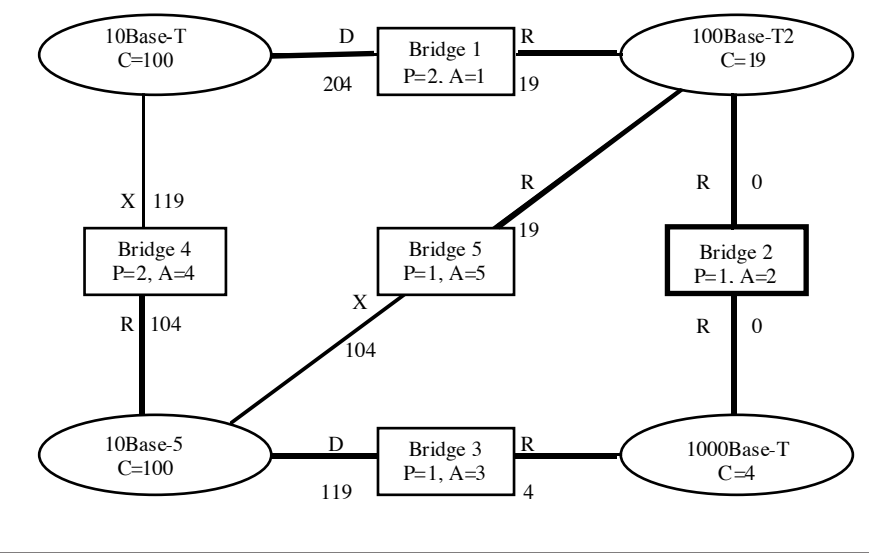 10Base-T
C=100
D
204
Bridge 1
P=2, A=1
R
19
100Base-T2
C=19
X 119
R
19
R 0
Bridge 4
P=2, A=4
Bridge 5
P=1, A=5
Bridge 2
P=1, A=2
R 104
X
104
R 0
10Base-5
C=100
D
119
Bridge 3
P=1, A=3
R
4
1000Base-T
C=4